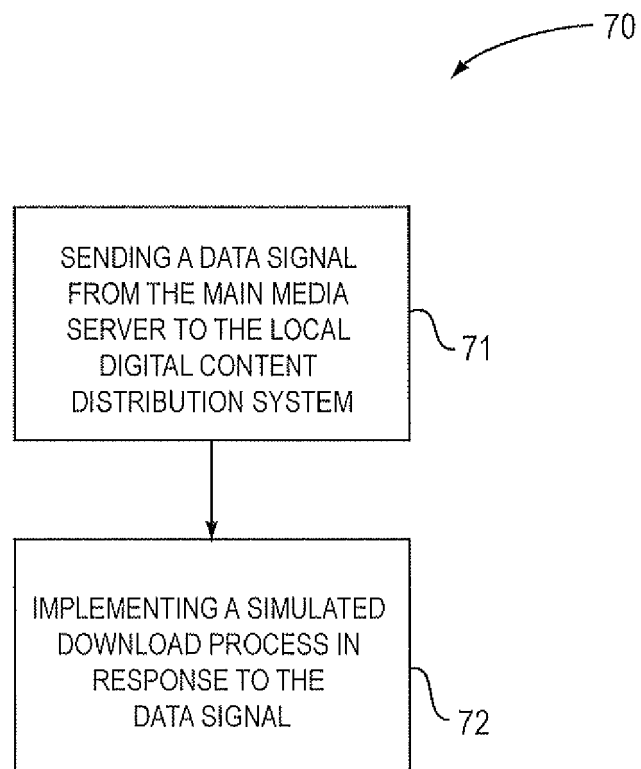 70
SENDING A DATA SIGNAL
FROM THE MAIN MEDIA
SERVER TO THE LOCAL
DIGITAL CONTENT
DISTRIBUTION SYSTEM
71
IMPLEMENTING A SIMULATED
DOWNLOAD PROCESS IN
RESPONSE TO THE
DATA SIGNAL
72